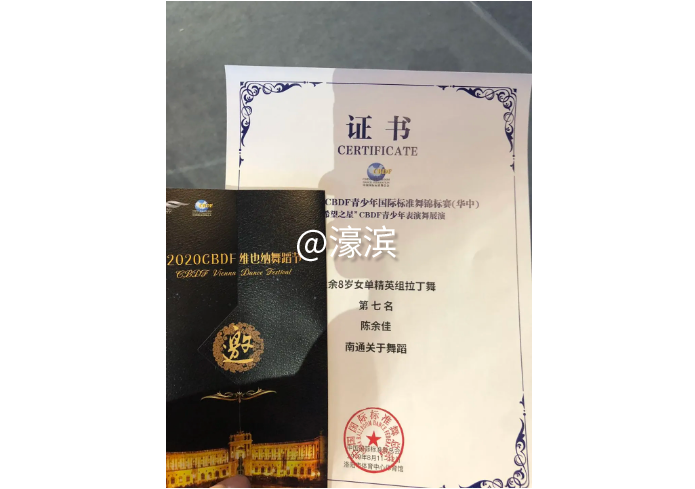 证书
CERTIFICATE
CBDF青少年国际标准舞锦标赛(华中)
希望之星"CBDF青少年表演舞展演
@濠滨
2020CBDF维也纳舞蹈节
CBDF Vienna Dance Festival
余8岁女单精英组拉丁舞
第七名
陈余佳
南通关于舞蹈
邀